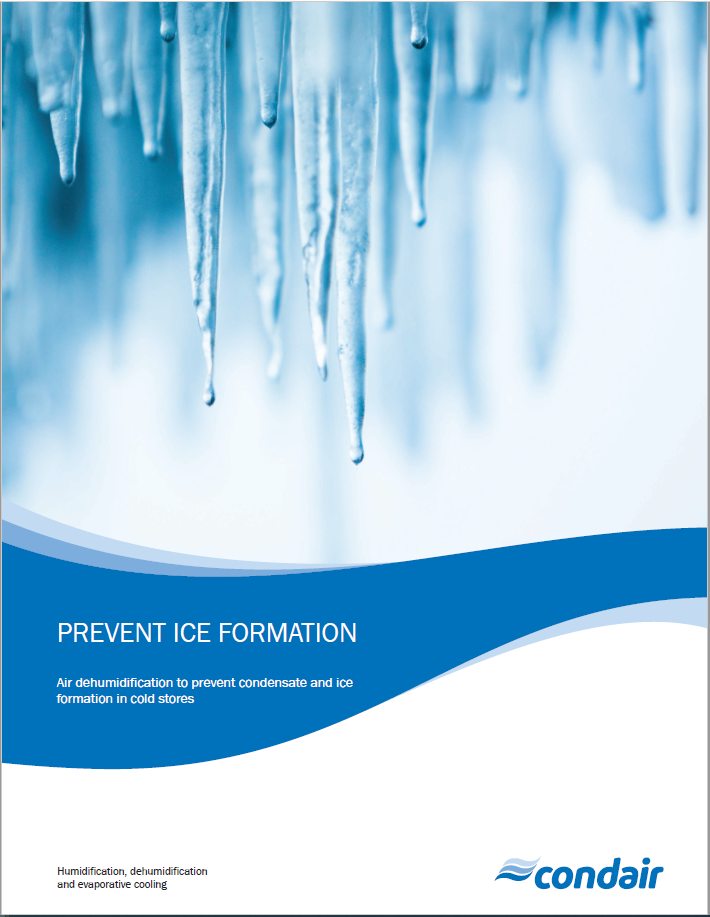 PREVENT ICE FORMATION
Air dehumidification to prevent condensate and ice
formation in cold stores
Humidification, dehumidification
and evaporative cooling
condair